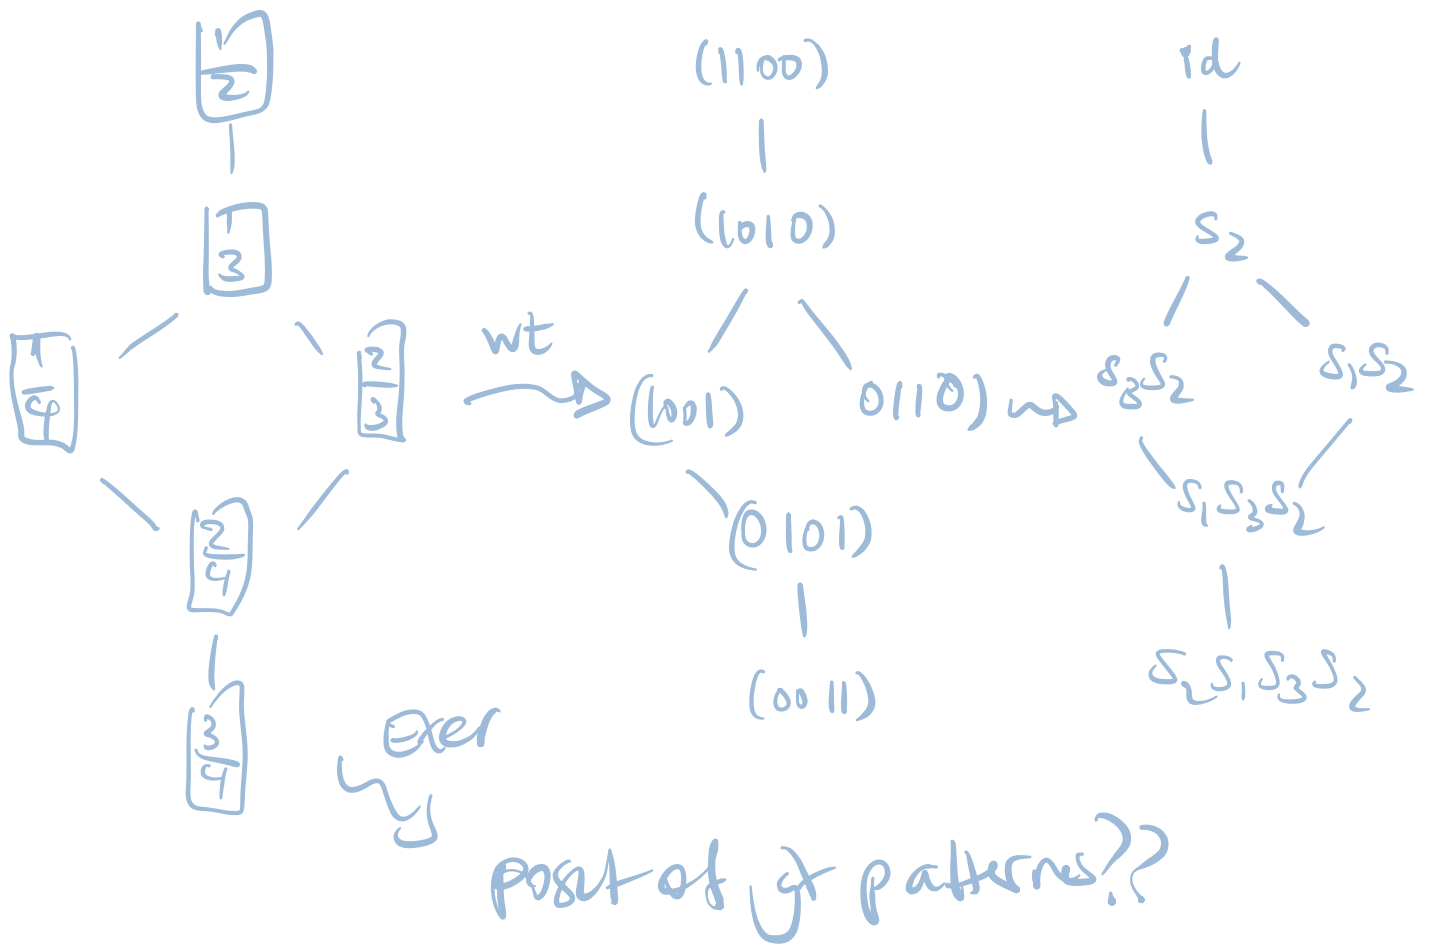 1
2
(1100)
id
1
3
(1010)
s₂
1
4
2
3
wt
(1001)
0110)
s₃s₂
s₁s₂
2
4
(0101)
s₁s₃s₂
3
4
Exer
(0011)
s₂s₁s₃s₂
poset of gt patterns??